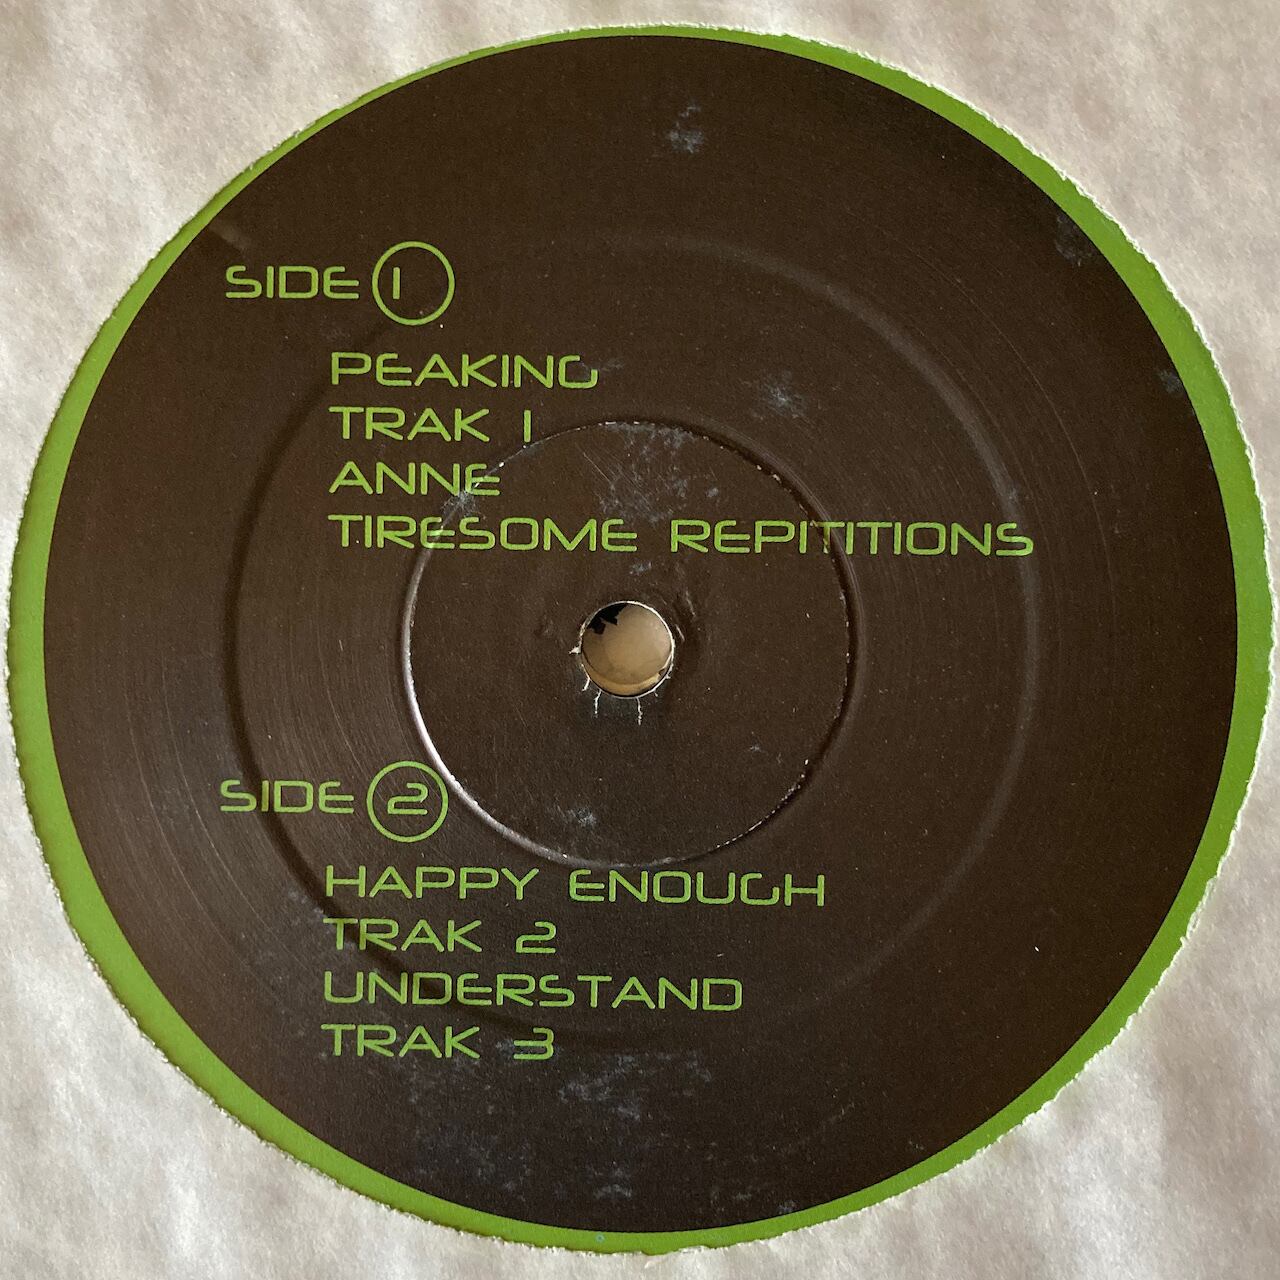 SIDE 1
PEAKING
TRAK 1
ANNE
TIRESOME REPITITIONS
SIDE 2
HAPPY ENOUGH
TRAK 2
UNDERSTAND
TRAK 3